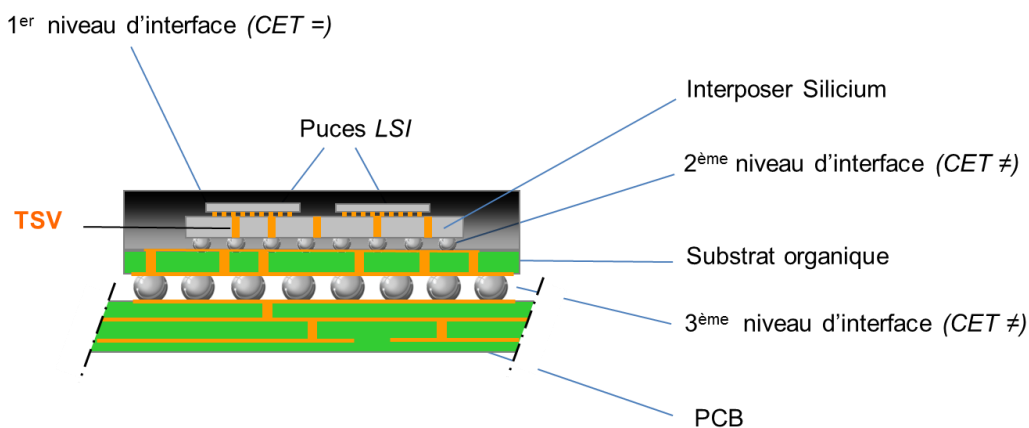 1er niveau d'interface (CET =)
Interposer Silicium
Puces LSI
2ème niveau d'interface (CET ≠)
TSV
Substrat organique
3ème niveau d'interface (CET ≠)
PCB